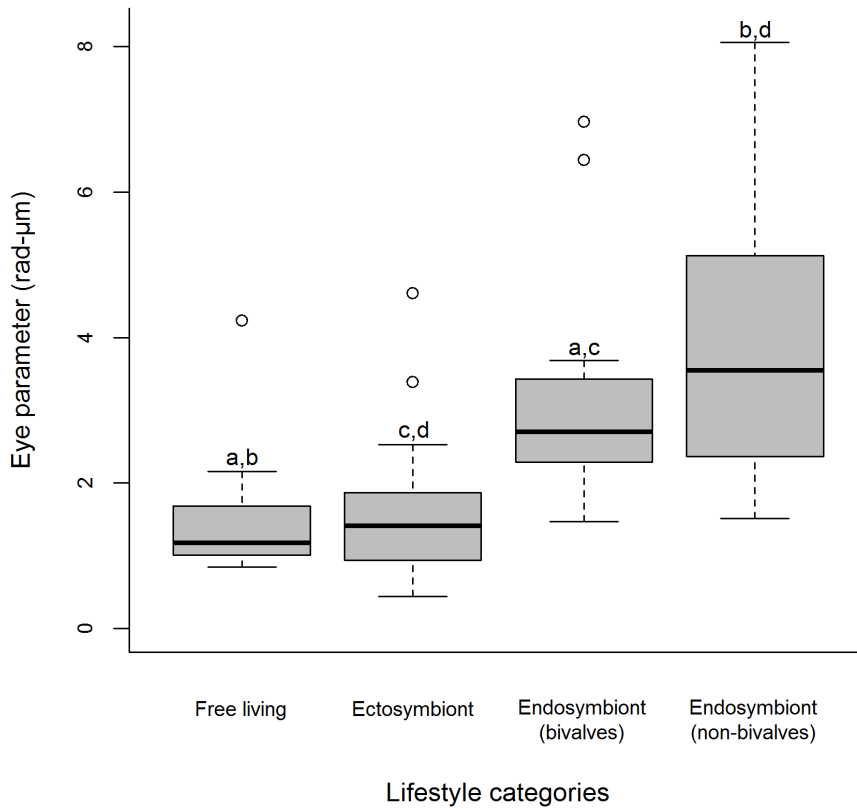 8
6
4
2
0
Eye parameter (rad-μm)
a,b
c,d
a,c
b,d
Free living
Ectosymbiont
Endosymbiont
(bivalves)
Endosymbiont
(non-bivalves)
Lifestyle categories